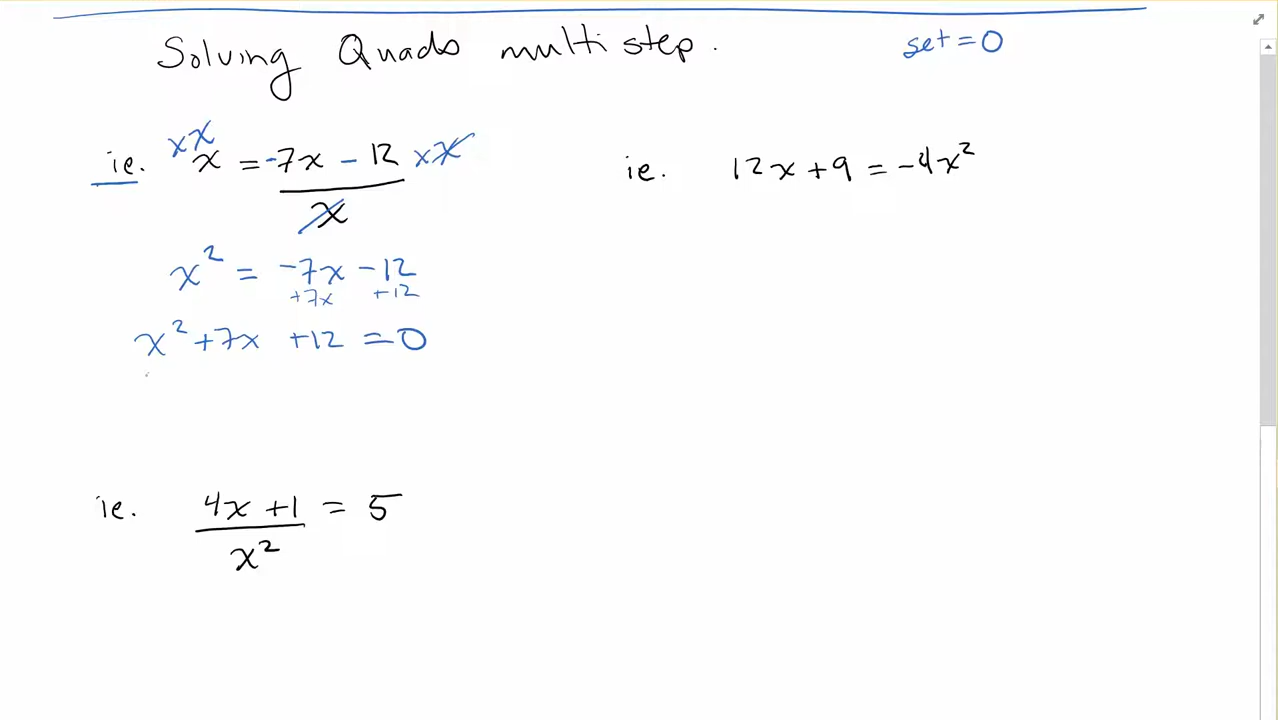 Solving Quads multi step.
set = 0
ie. x x x = -7x - 12 x x
x
x² = -7x - 12
+7x +12
x² + 7x + 12 = 0
ie. 12x + 9 = -4x²
ie. 4x + 1 = 5
x²